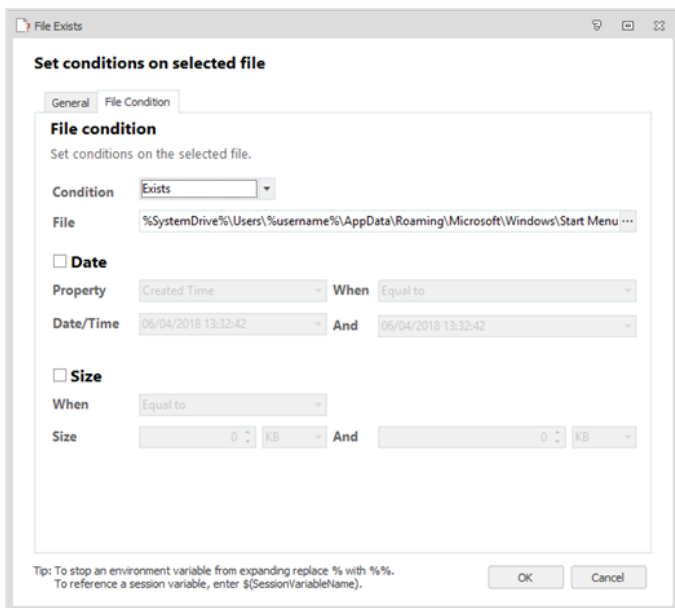 File Exists
Set conditions on selected file
General File Condition
File condition
Set conditions on the selected file.
Condition Exists
File %SystemDrive%\Users\%username%\AppData\Roaming\Microsoft\Windows\Start Menu ...
Date
Property Created Time When Equal to
Date/Time 06/04/2018 13:32:42 And 06/04/2018 13:32:42
Size
When Equal to
Size 0 KB And 0 KB
Tip: To stop an environment variable from expanding replace % with %%.
To reference a session variable, enter $(SessionVariableName).
OK Cancel